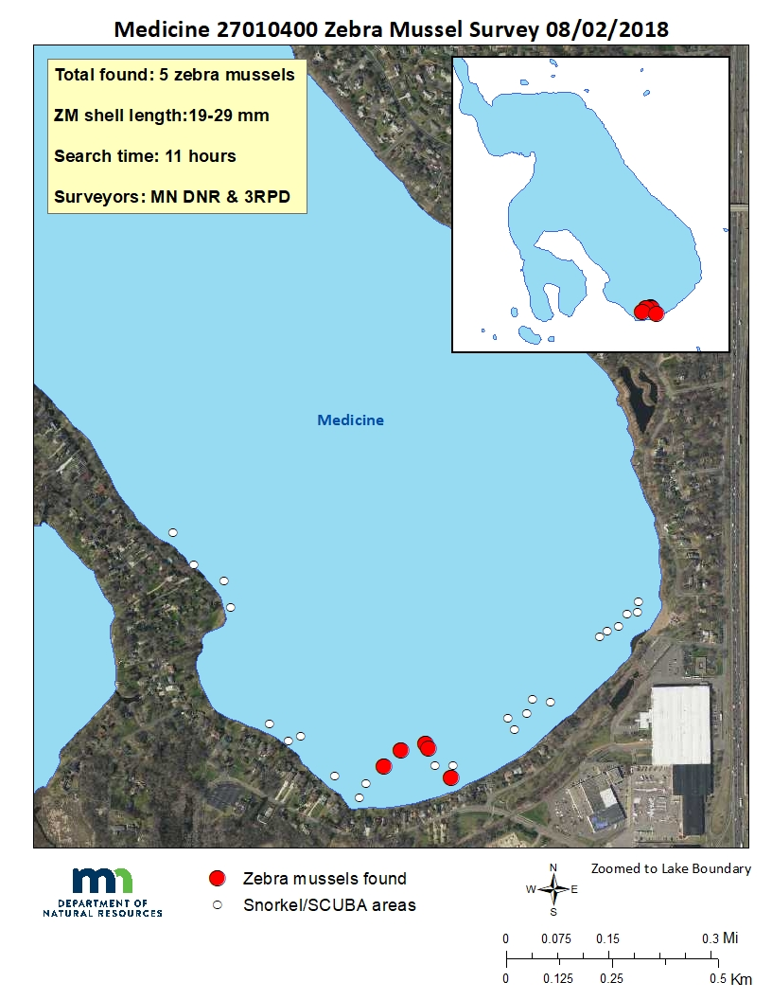 Medicine 27010400 Zebra Mussel Survey 08/02/2018
Total found: 5 zebra mussels
ZM shell length:19-29 mm
Search time: 11 hours
Surveyors: MN DNR & 3RPD
Medicine
mn
DEPARTMENT OF
NATURAL RESOURCES
Zebra mussels found
Snorkel/SCUBA areas
N
W E
S
Zoomed to Lake Boundary
0 0.075 0.15 0.3 Mi
0 0.125 0.25 0.5 Km